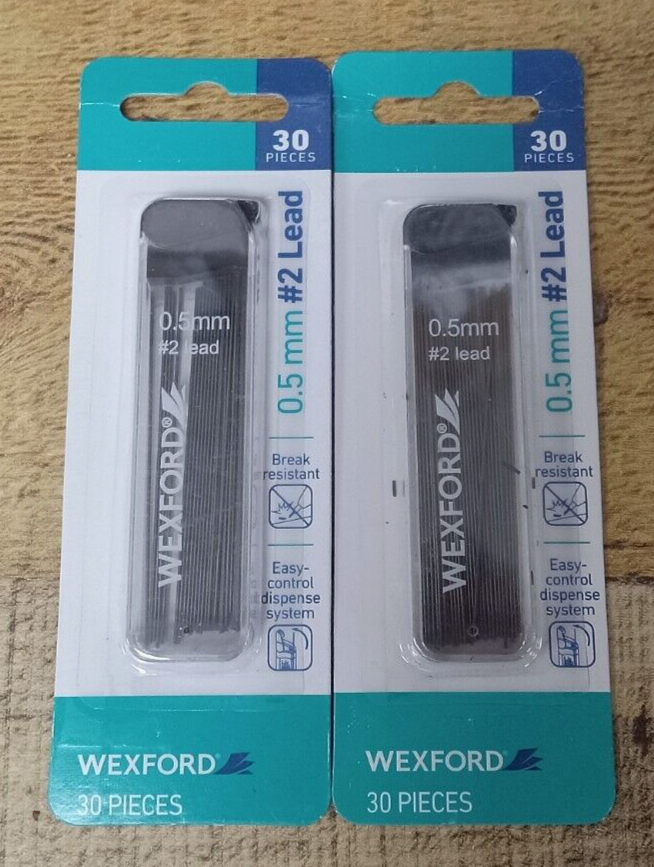 30
PIECES
0.5 mm #2 Lead
0.5mm
#2 lead
WEXFORD®
Break
resistant
Easy-
control
dispense
system
WEXFORD
30 PIECES
30
PIECES
0.5 mm #2 Lead
0.5mm
#2 lead
WEXFORD®
Break
resistant
Easy-
control
dispense
system
WEXFORD
30 PIECES